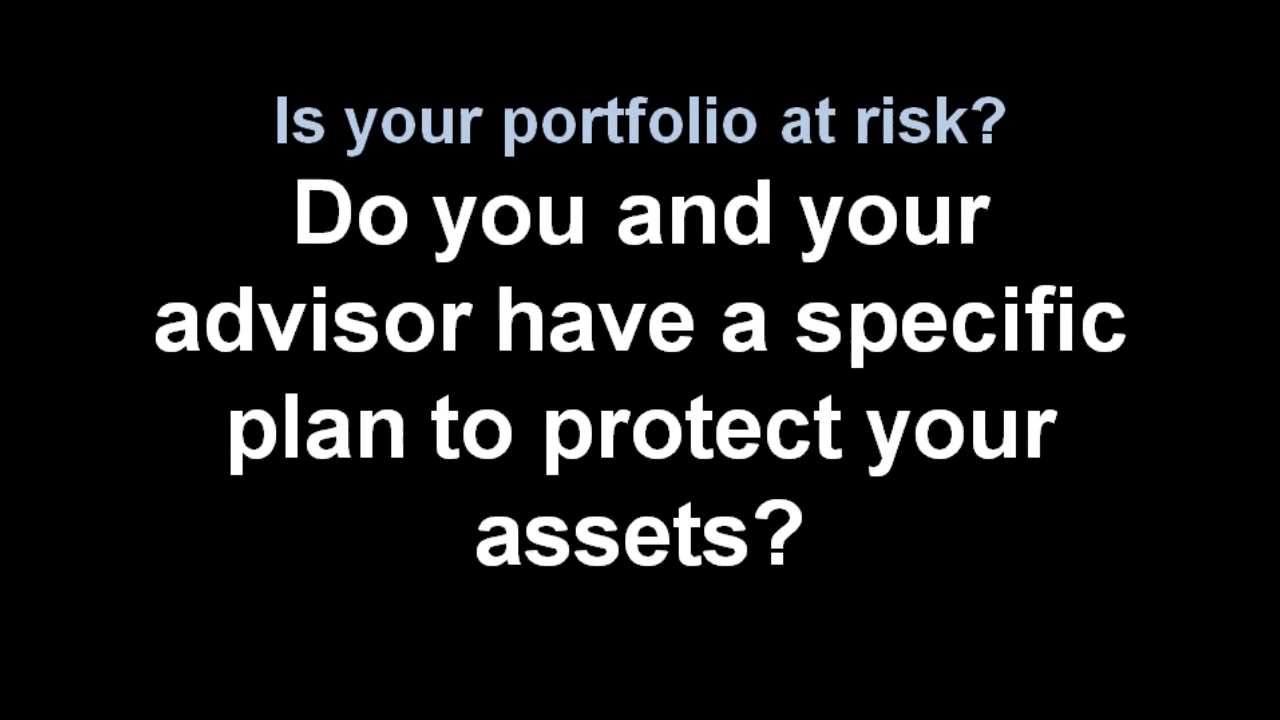 Is your portfolio at risk?
Do you and your
advisor have a specific
plan to protect your
assets?